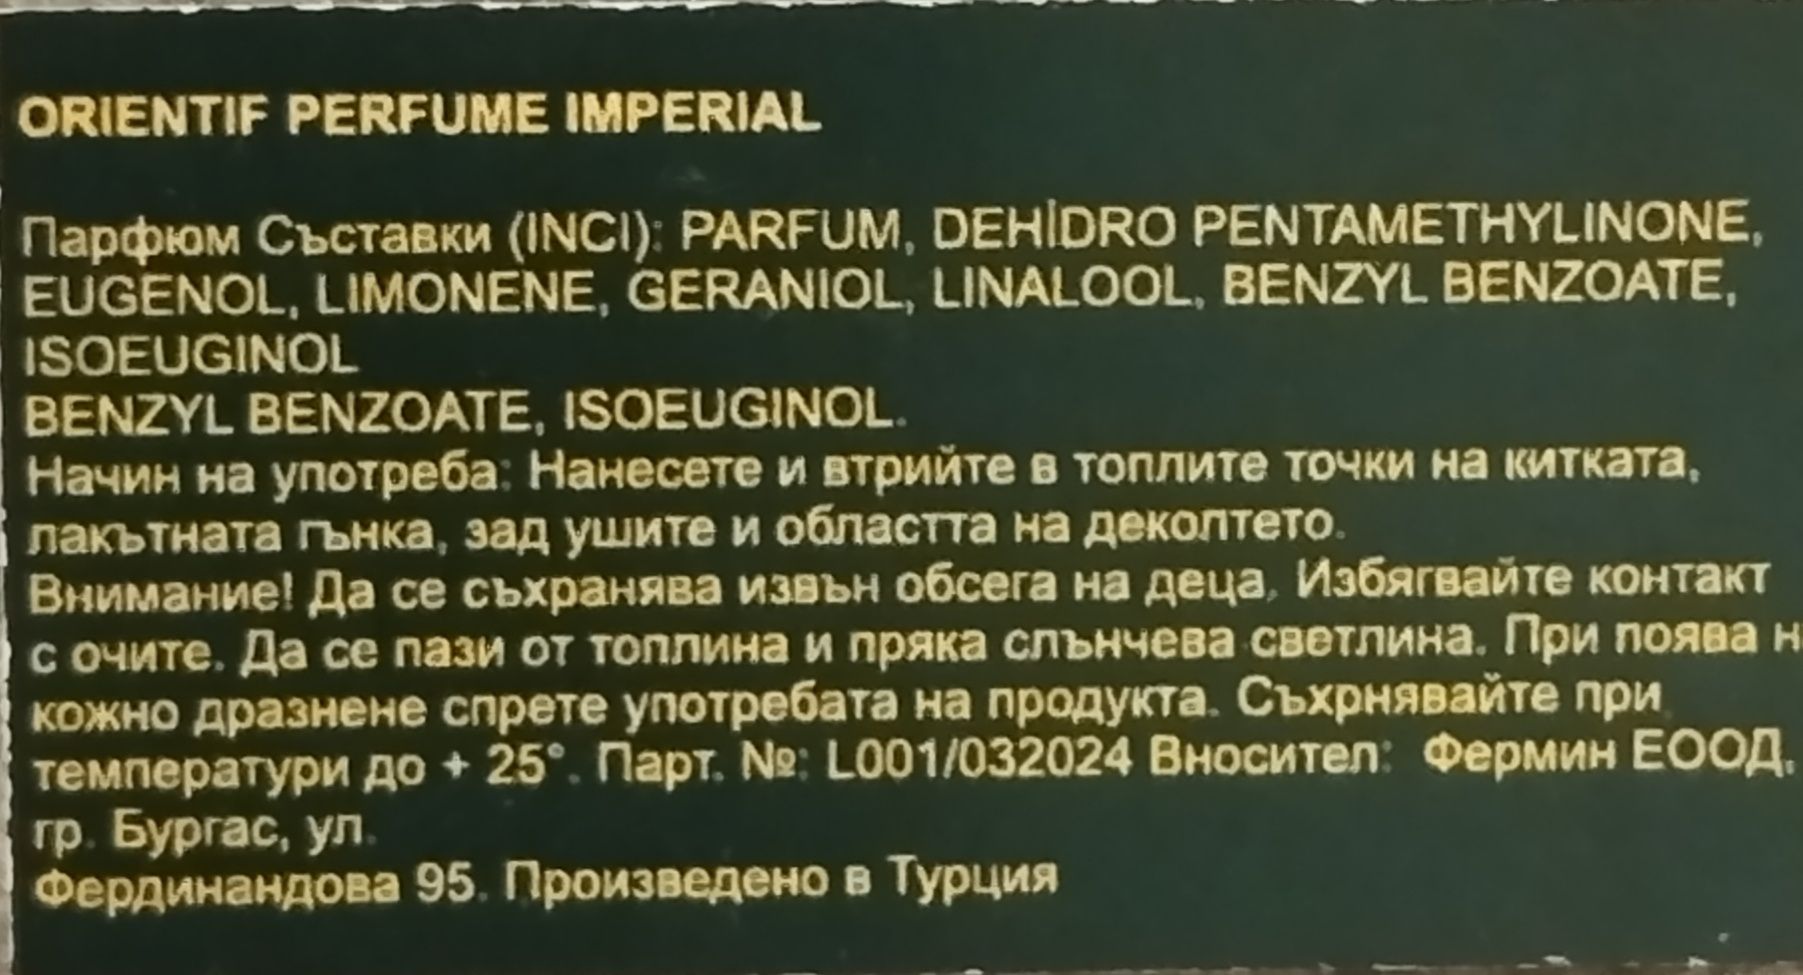 ORIENTIF PERFUME IMPERIAL
Парфюм Съставки (INCI): PARFUM, DEHİDRO PENTAMETHYLINONE,
EUGENOL, LIMONENE, GERANIOL, LINALOOL, BENZYL BENZOATE,
ISOEUGINOL
BENZYL BENZOATE, ISOEUGINOL.
Начин на употреба: Нанесете и втрийте в топлите точки на китката,
лакътната гънка, зад ушите и областта на деколтето.
Внимание! Да се съхранява извън обсега на деца. Избягвайте контакт
с очите. Да се пази от топлина и пряка слънчева светлина. При поява
кожно дразнене спрете употребата на продукта. Съхрнявайте при
температури до + 25°. Парт. №: L001/032024 Вносител: Фермин ЕООД,
гр. Бургас, ул.
Фердинандова 95. Произведено в Турция